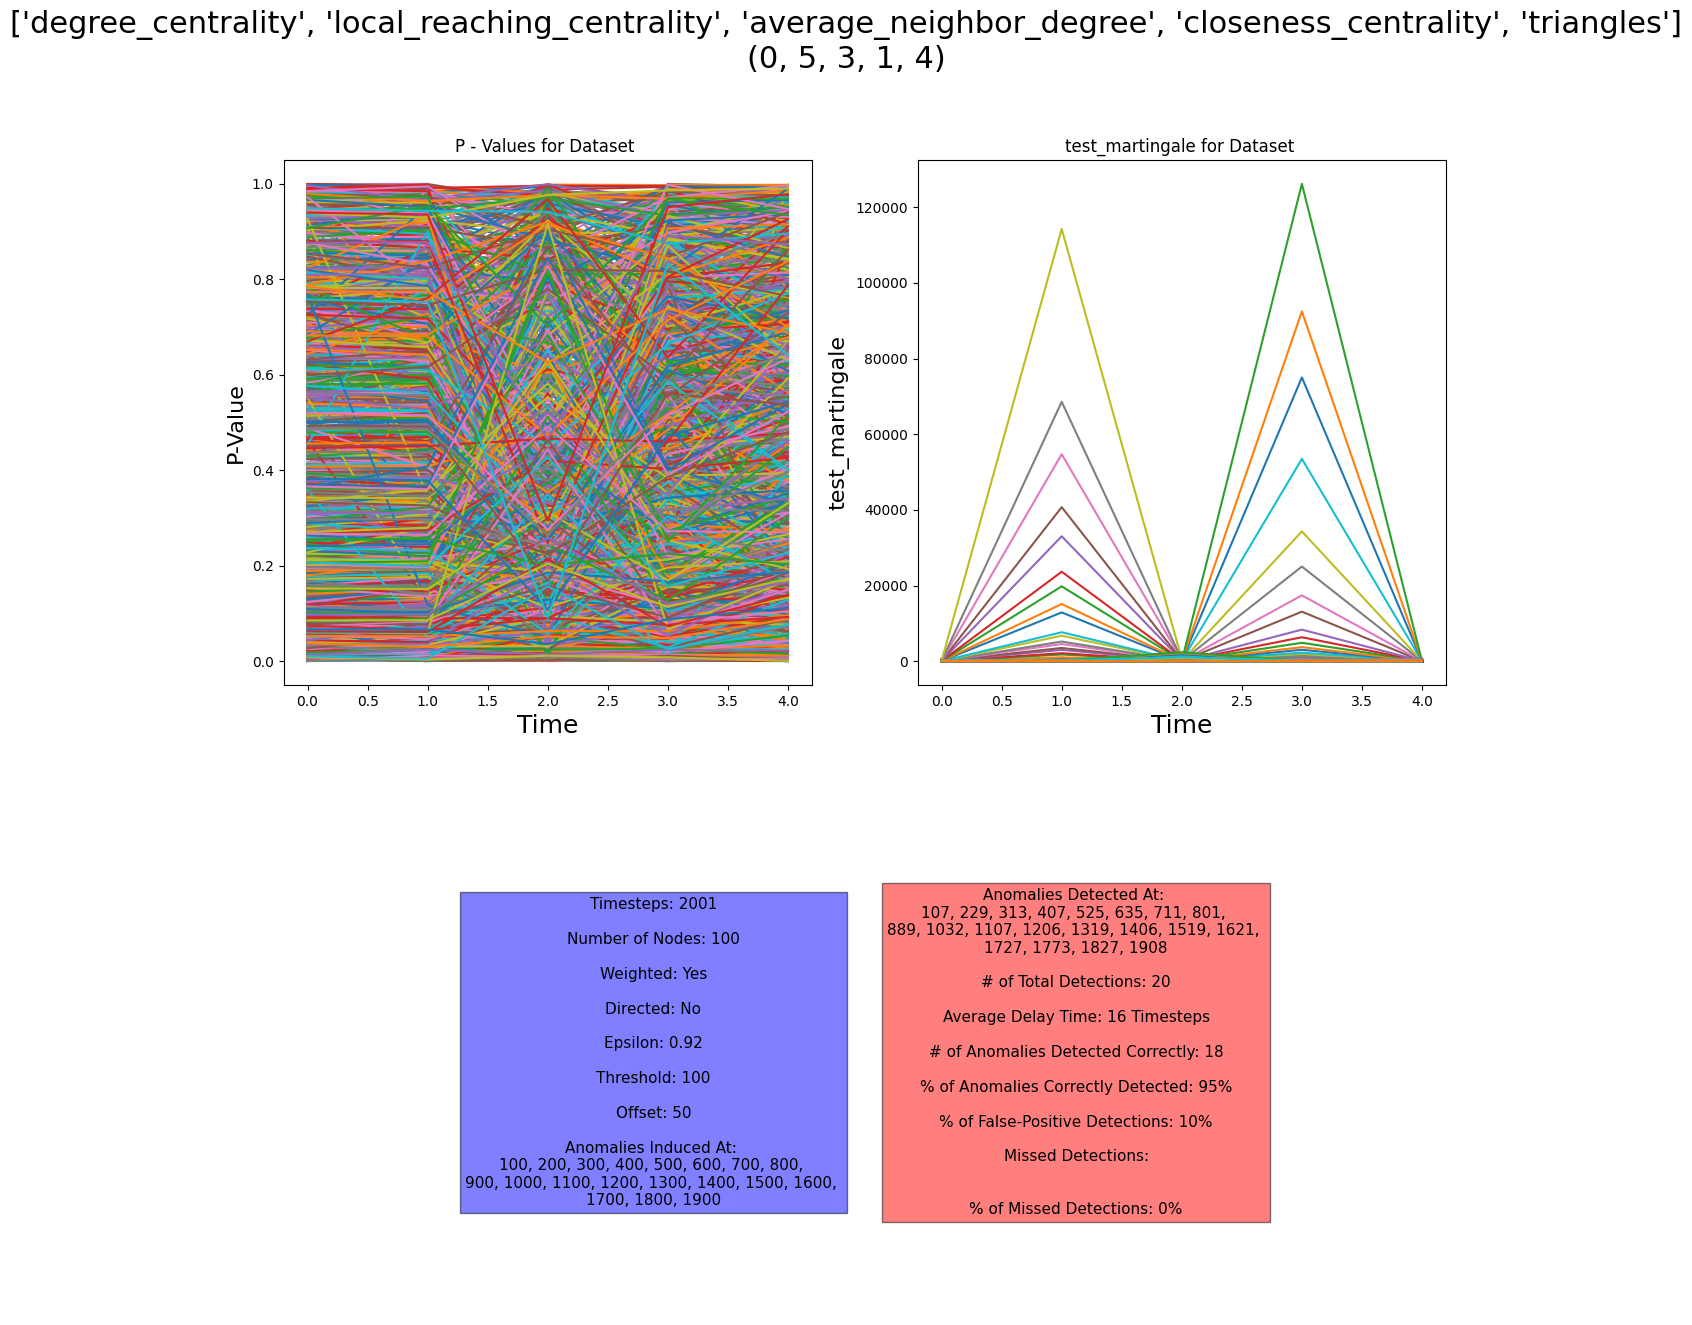 ['degree_centrality', 'local_reaching_centrality', 'average_neighbor_degree', 'closeness_centrality', 'triangles']
(0, 5, 3, 1, 4)
P - Values for Dataset
1.0
0.8
0.6
0.4
0.2
0.0
P-Value
0.0 0.5 1.0 1.5 2.0 2.5 3.0 3.5 4.0
Time
test_martingale for Dataset
120000
100000
80000
60000
40000
20000
0
test_martingale
0.0 0.5 1.0 1.5 2.0 2.5 3.0 3.5 4.0
Time
Timesteps: 2001
Number of Nodes: 100
Weighted: Yes
Directed: No
Epsilon: 0.92
Threshold: 100
Offset: 50
Anomalies Induced At:
100, 200, 300, 400, 500, 600, 700, 800,
900, 1000, 1100, 1200, 1300, 1400, 1500, 1600,
1700, 1800, 1900
Anomalies Detected At:
107, 229, 313, 407, 525, 635, 711, 801,
889, 1032, 1107, 1206, 1319, 1406, 1519, 1621,
1727, 1773, 1827, 1908
# of Total Detections: 20
Average Delay Time: 16 Timesteps
# of Anomalies Detected Correctly: 18
% of Anomalies Correctly Detected: 95%
% of False-Positive Detections: 10%
Missed Detections:
% of Missed Detections: 0%